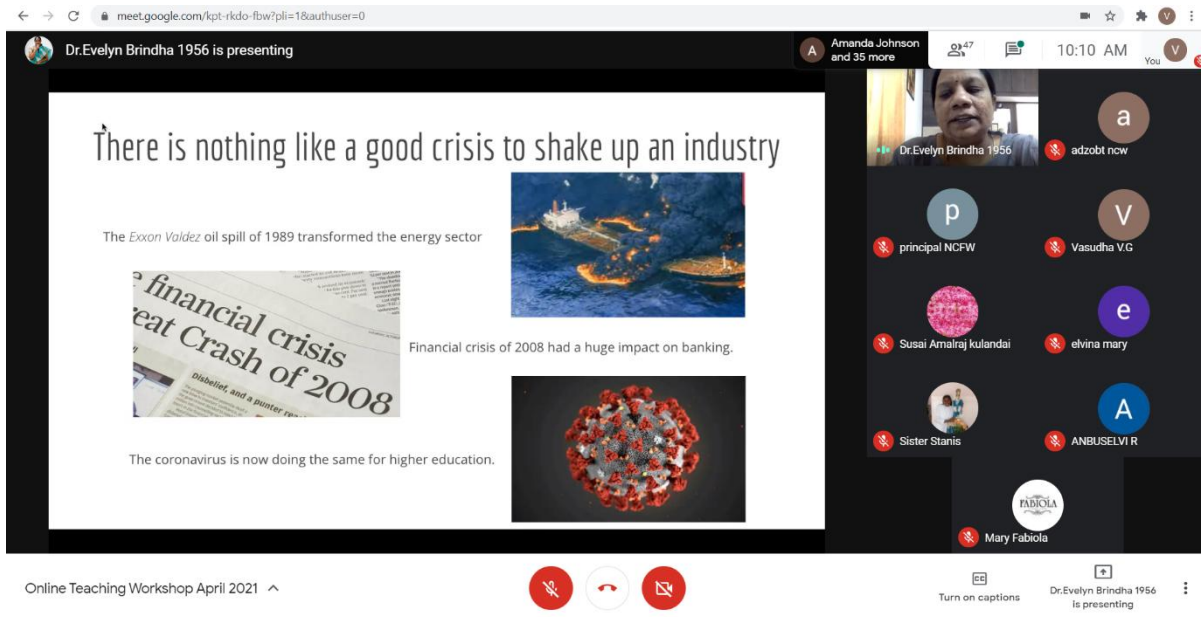 meet.google.com/kpt-rkdo-fbw?pli=1&authuser=0
V
Dr.Evelyn Brindha 1956 is presenting
A
Amanda Johnson
and 35 more
47
10:10 AM
You
V
There is nothing like a good crisis to shake up an industry
The Exxon Valdez oil spill of 1989 transformed the energy sector
financial crisis
eat Crash of 2008
Disbelief, and a punter
Financial crisis of 2008 had a huge impact on banking.
The coronavirus is now doing the same for higher education.
Dr.Evelyn Brindha 1956
a
adzobt ncw
p
principal NCFW
V
Vasudha V.G
Susai Amalraj kulandai
e
elvina mary
Sister Stanis
A
ANBUSELVI R
FABIOLA
Mary Fabiola
Online Teaching Workshop April 2021
CC
Turn on captions
Dr.Evelyn Brindha 1956
is presenting